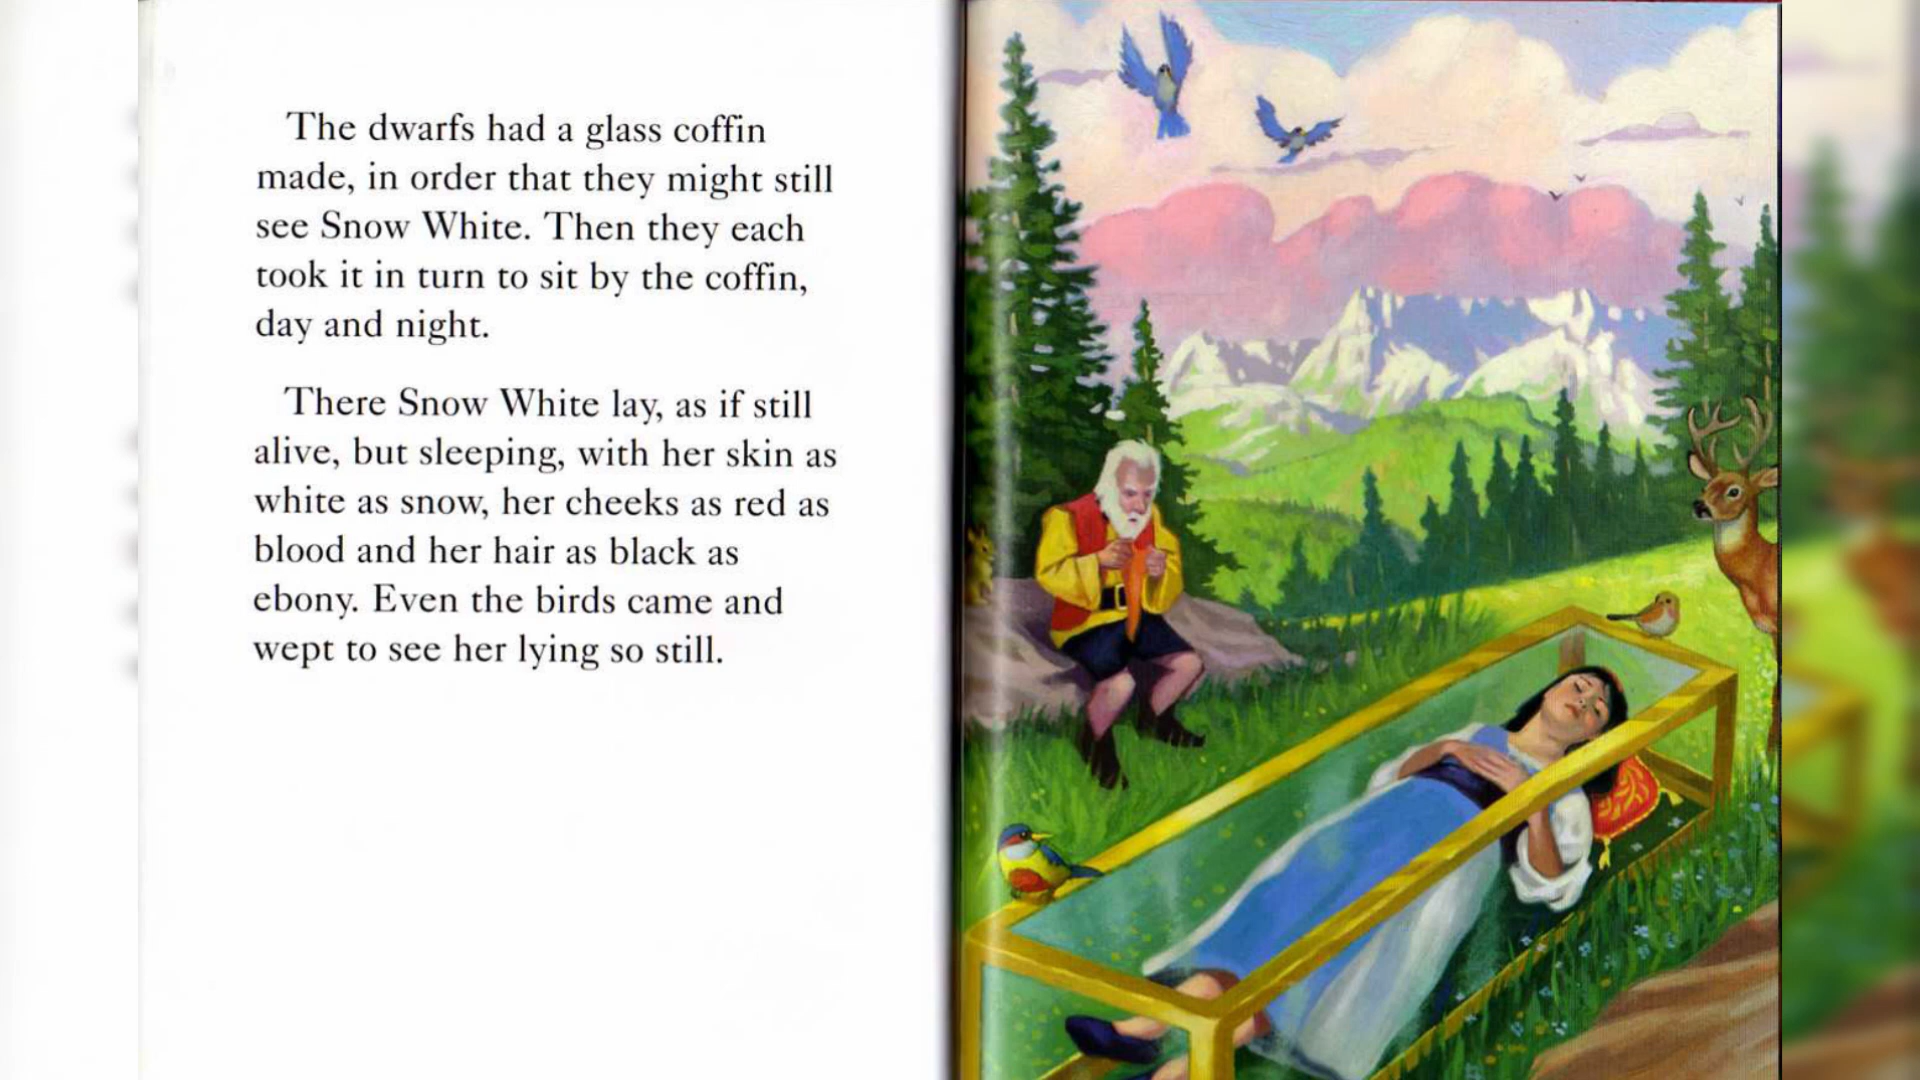 The dwarfs had a glass coffin
made, in order that they might still
see Snow White. Then they each
took it in turn to sit by the coffin,
day and night.
There Snow White lay, as if still
alive, but sleeping, with her skin as
white as snow, her cheeks as red as
blood and her hair as black as
ebony. Even the birds came and
wept to see her lying so still.